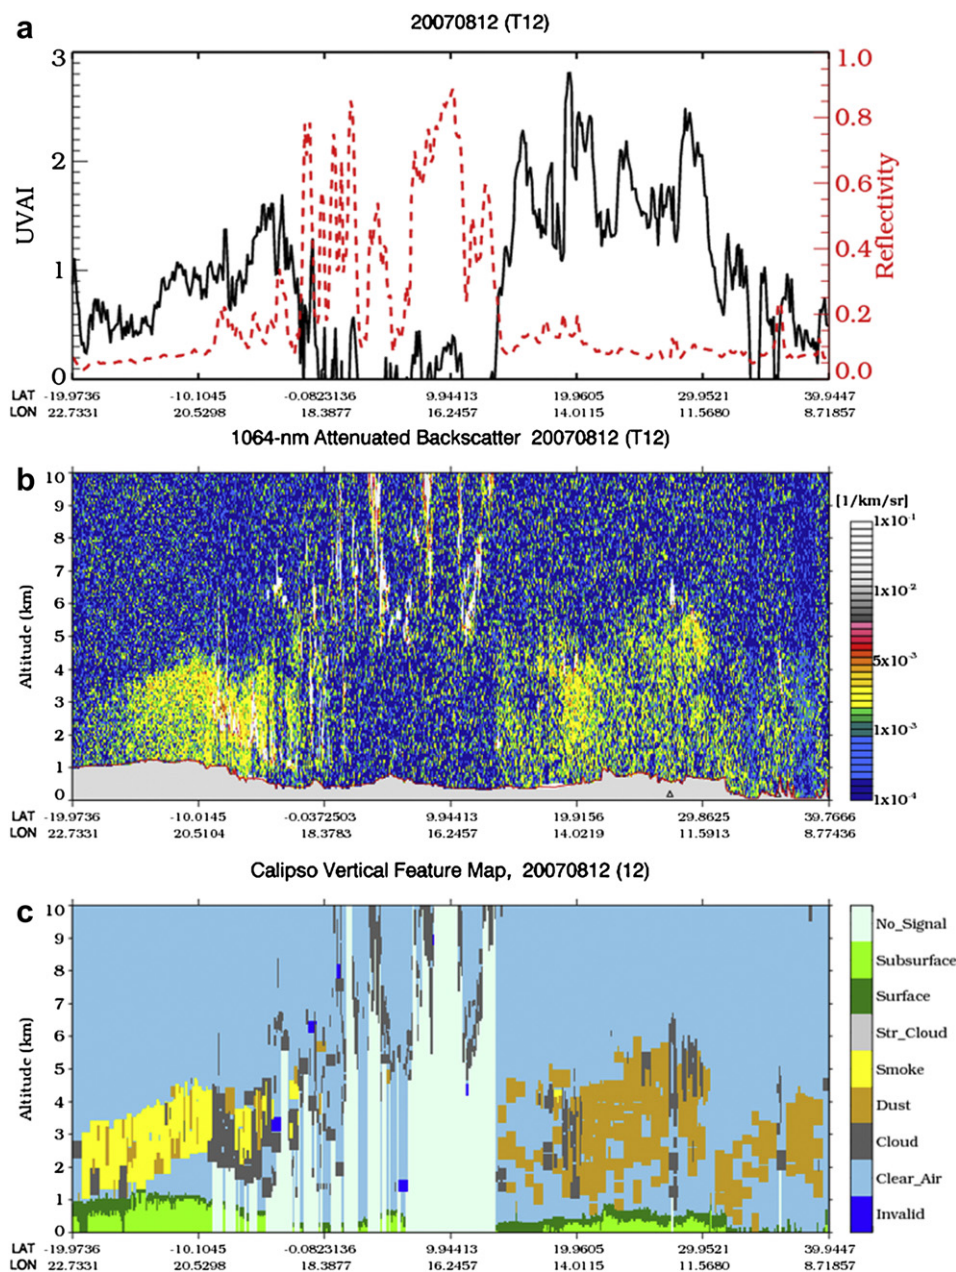 a
20070812 (T12)
3
2
1
0
UVAI
1.0
0.8
0.6
0.4
0.2
0.0
Reflectivity
LAT -19.9736 -10.1045 -0.0823136 9.94413 19.9605 29.9521 39.9447
LON 22.7331 20.5298 18.3877 16.2457 14.0115 11.5680 8.71857
1064-nm Attenuated Backscatter 20070812 (T12)
b
10
9
8
7
6
5
4
3
2
1
0
Altitude (km)
[1/km/sr]
1x10⁻¹
1x10⁻²
5x10⁻³
1x10⁻³
1x10⁻⁴
LAT -19.9736 -10.0145 -0.0372503 9.94413 19.9156 29.8625 39.7666
LON 22.7331 20.5104 18.3783 16.2457 14.0219 11.5913 8.77436
Calipso Vertical Feature Map, 20070812 (12)
c
10
9
8
7
6
5
4
3
2
1
0
Altitude (km)
No_Signal
Subsurface
Surface
Str_Cloud
Smoke
Dust
Cloud
Clear_Air
Invalid
LAT -19.9736 -10.1045 -0.0823136 9.94413 19.9605 29.9521 39.9447
LON 22.7331 20.5298 18.3877 16.2457 14.0115 11.5680 8.71857